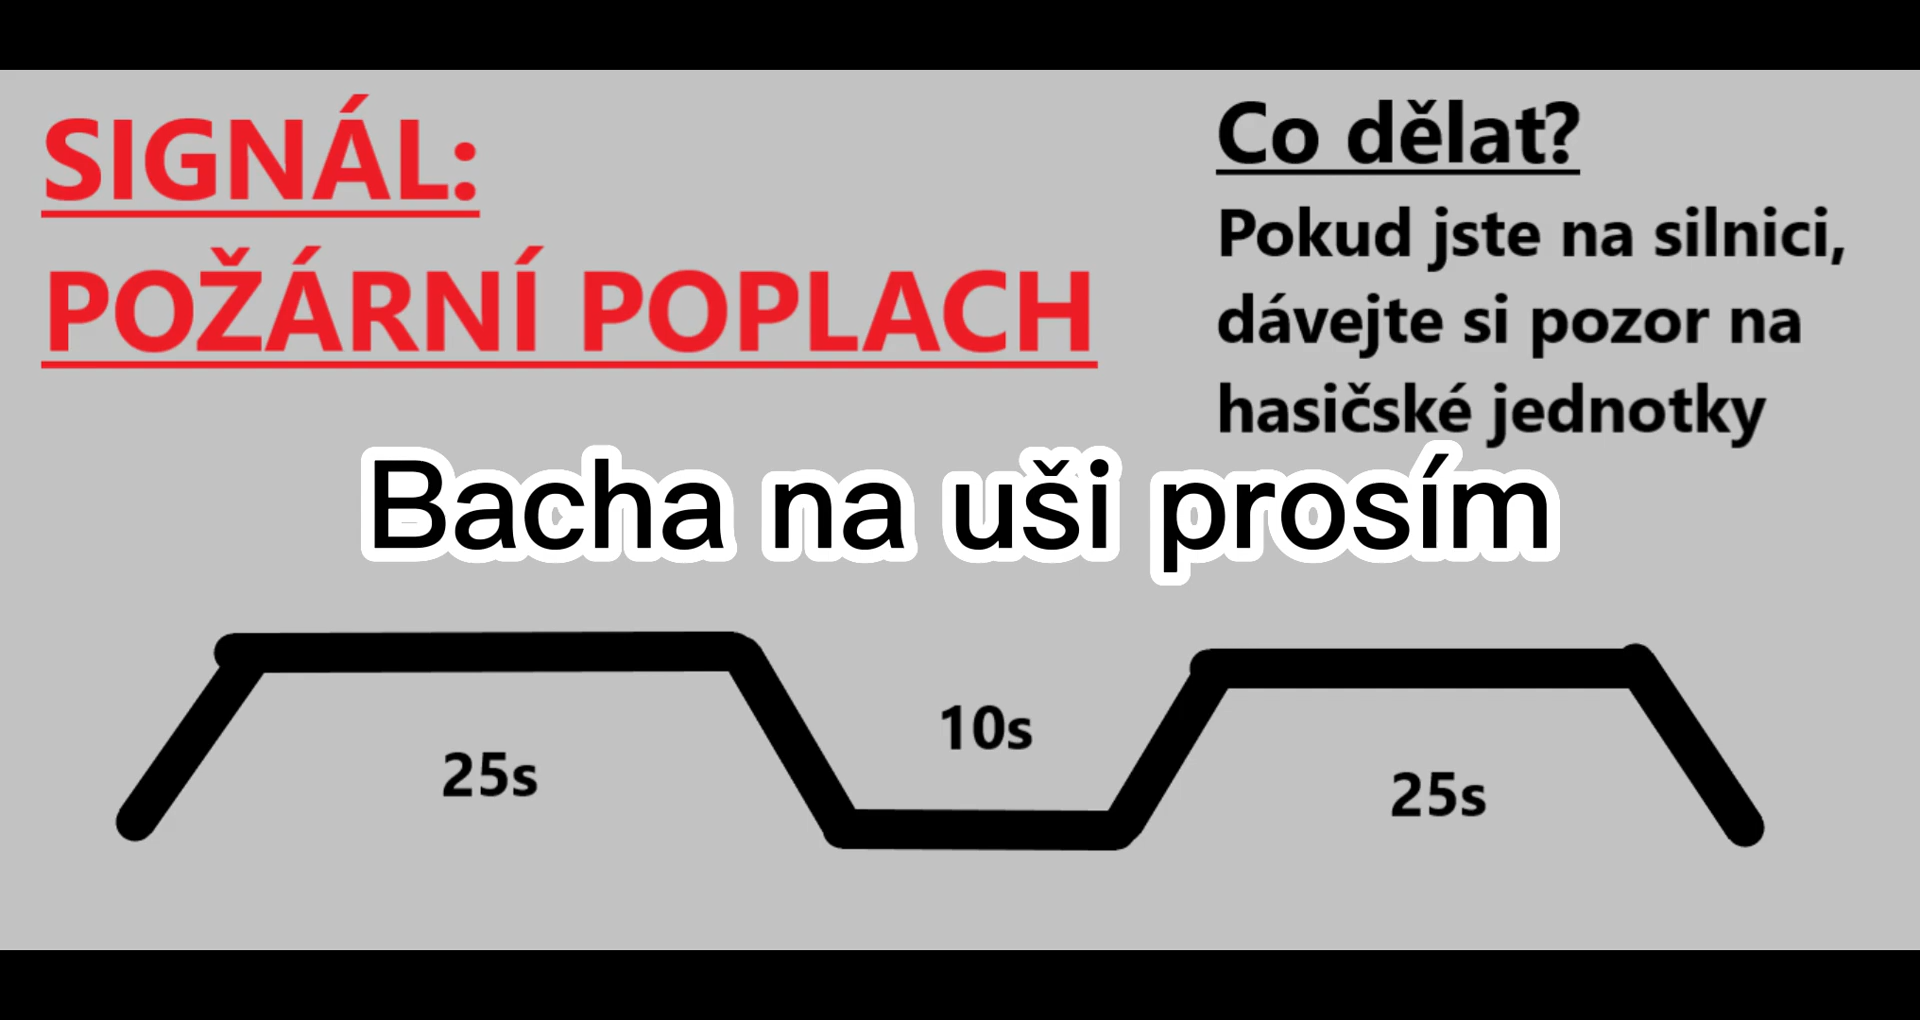 SIGNÁL:
POŽÁRNÍ POPLACH
Co dělat?
Pokud jste na silnici,
dávejte si pozor na
hasičské jednotky
Bacha na uši prosím
25s
10s
25s